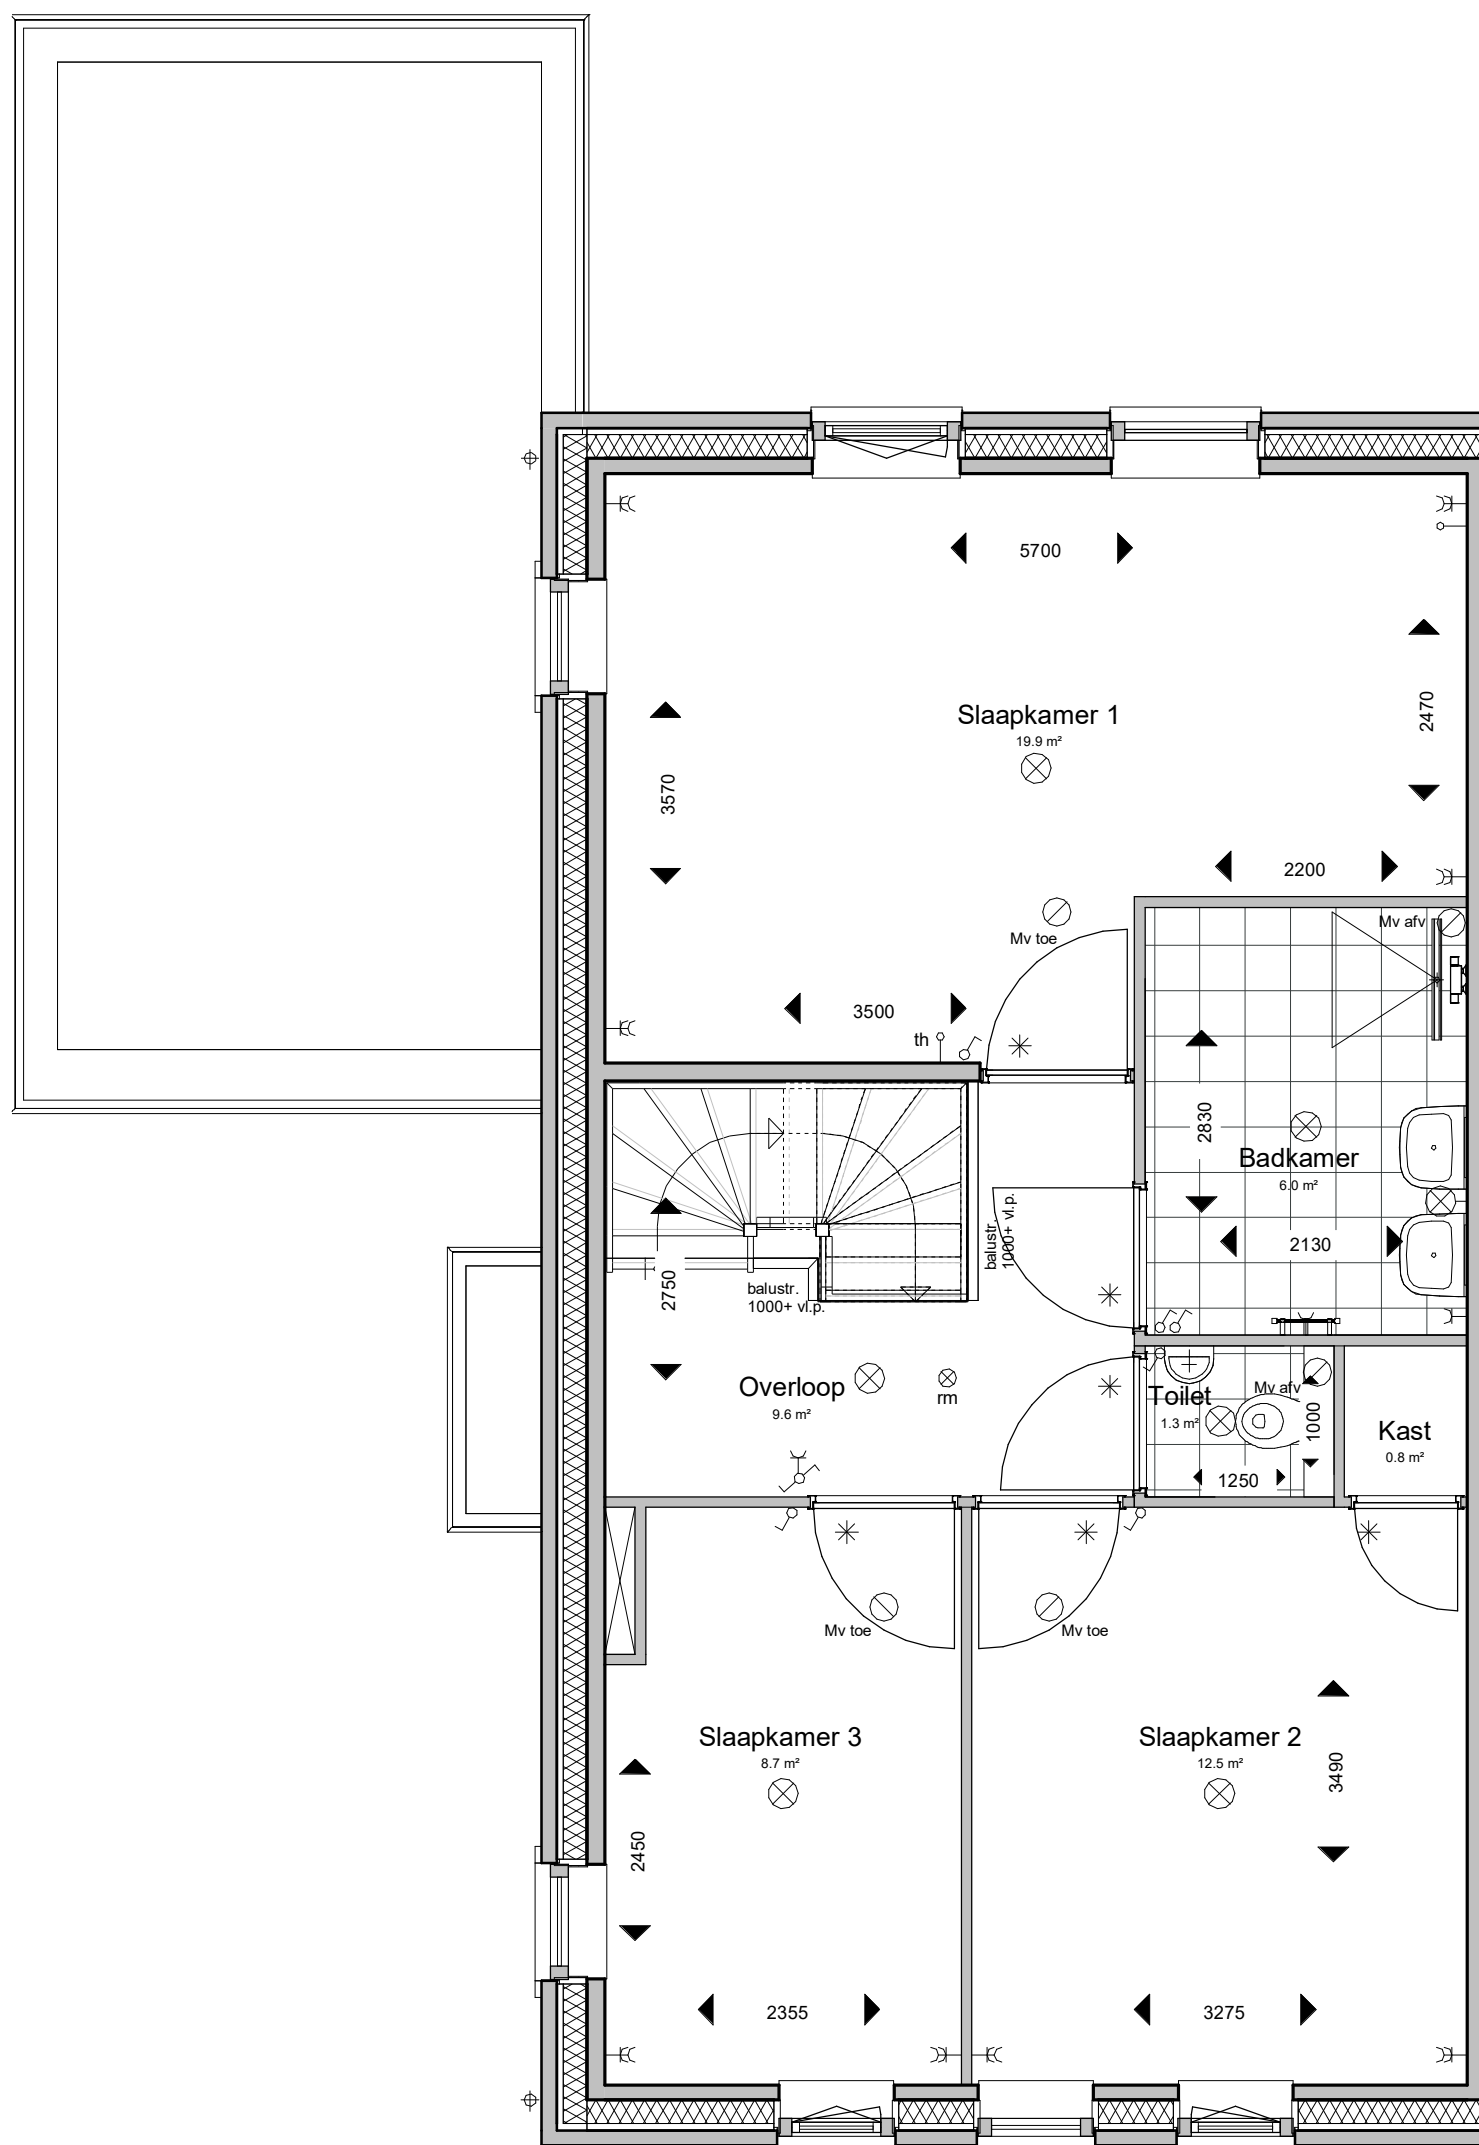 5700
2470
Slaapkamer 1
19.9 m²
3570
2200
Mv toe
Mv afv
3500
th
2830
Badkamer
6.0 m²
balustr.
1000+ vl.p.
2130
2750
balustr.
1000+ vl.p.
Overloop
9.6 m²
rm
Toilet
1.3 m²
Mv afv
1000
1250
Kast
0.8 m²
Mv toe
Mv toe
Slaapkamer 3
8.7 m²
Slaapkamer 2
12.5 m²
3490
2450
2355
3275